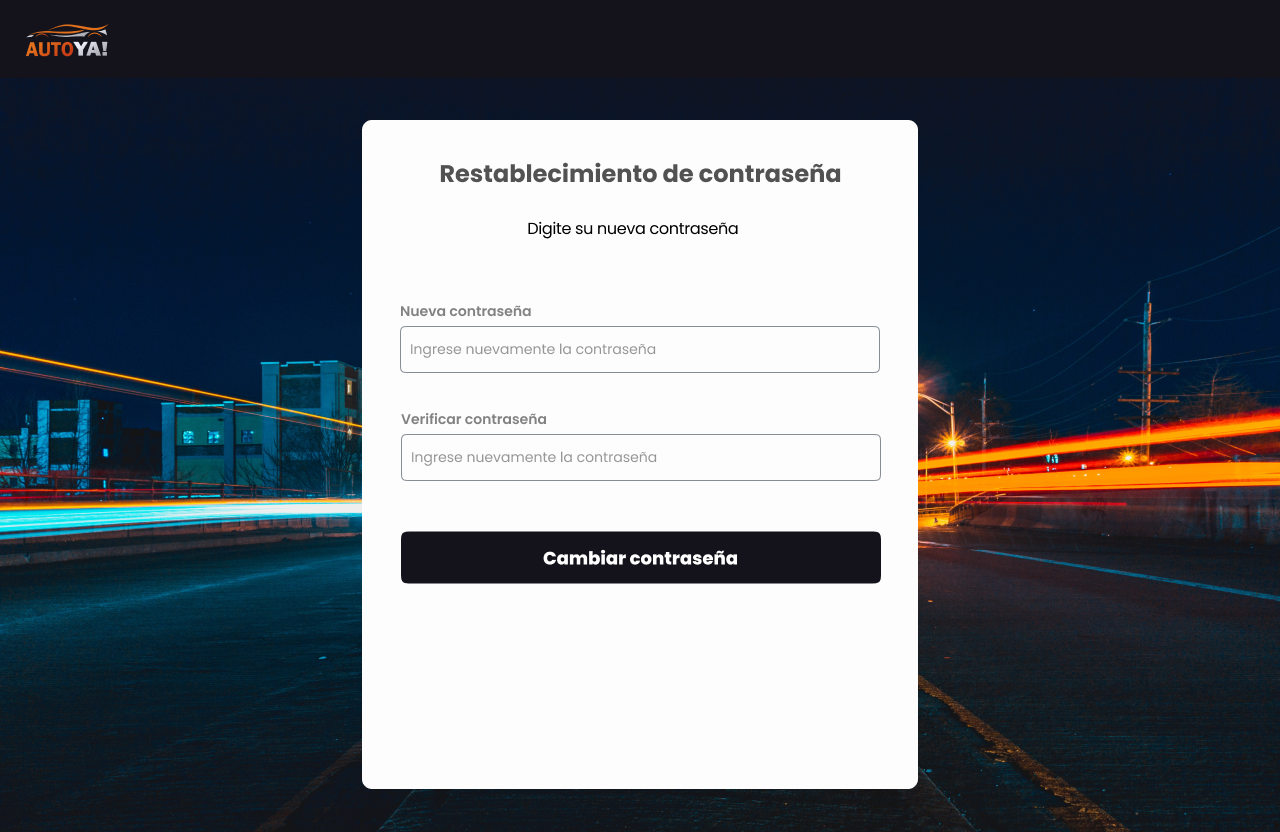 AUTOYA!
Restablecimiento de contraseña
Digite su nueva contraseña
Nueva contraseña
Ingrese nuevamente la contraseña
Verificar contraseña
Ingrese nuevamente la contraseña
Cambiar contraseña